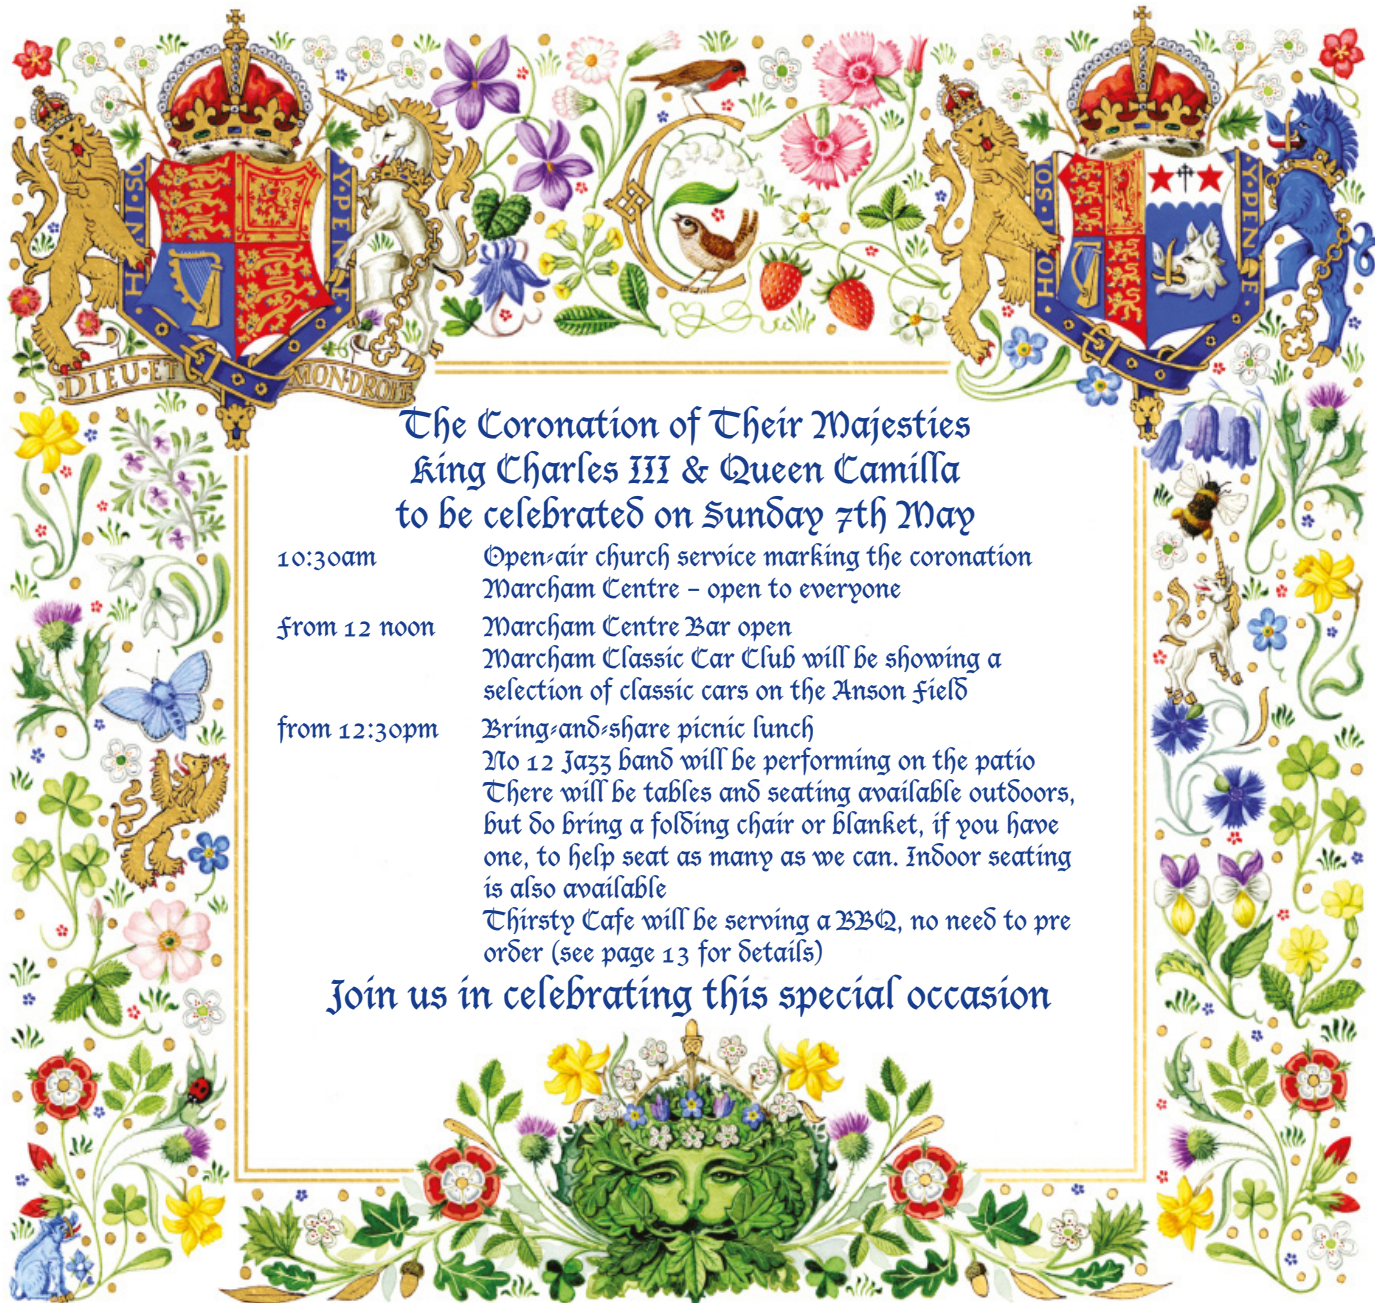 HONI·SO
Y·PENSE
DIEU·ET MON·DROIT
HONI·SOI
Y·PENSE·
The Coronation of Their Majesties
King Charles III & Queen Camilla
to be celebrated on Sunday 7th May
10:30am Open-air church service marking the coronation
Marcham Centre – open to everyone
From 12 noon Marcham Centre Bar open
Marcham Classic Car Club will be showing a
selection of classic cars on the Anson Field
from 12:30pm Bring-and-share picnic lunch
No 12 Jazz band will be performing on the patio
There will be tables and seating available outdoors,
but do bring a folding chair or blanket, if you have
one, to help seat as many as we can. Indoor seating
is also available
Thirsty Cafe will be serving a BBQ, no need to pre
order (see page 13 for details)
Join us in celebrating this special occasion